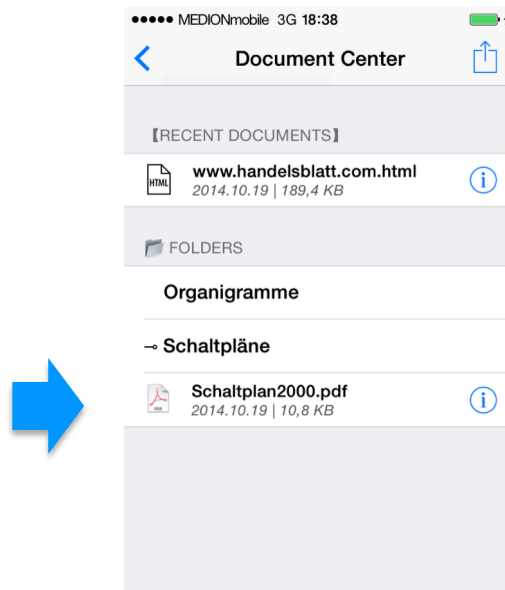 MEDIONmobile 3G 18:38
Document Center
【RECENT DOCUMENTS】
HTML
www.handelsblatt.com.html
2014.10.19 | 189,4 KB
FOLDERS
Organigramme
Schaltpläne
PDF
Schaltplan2000.pdf
2014.10.19 | 10,8 KB